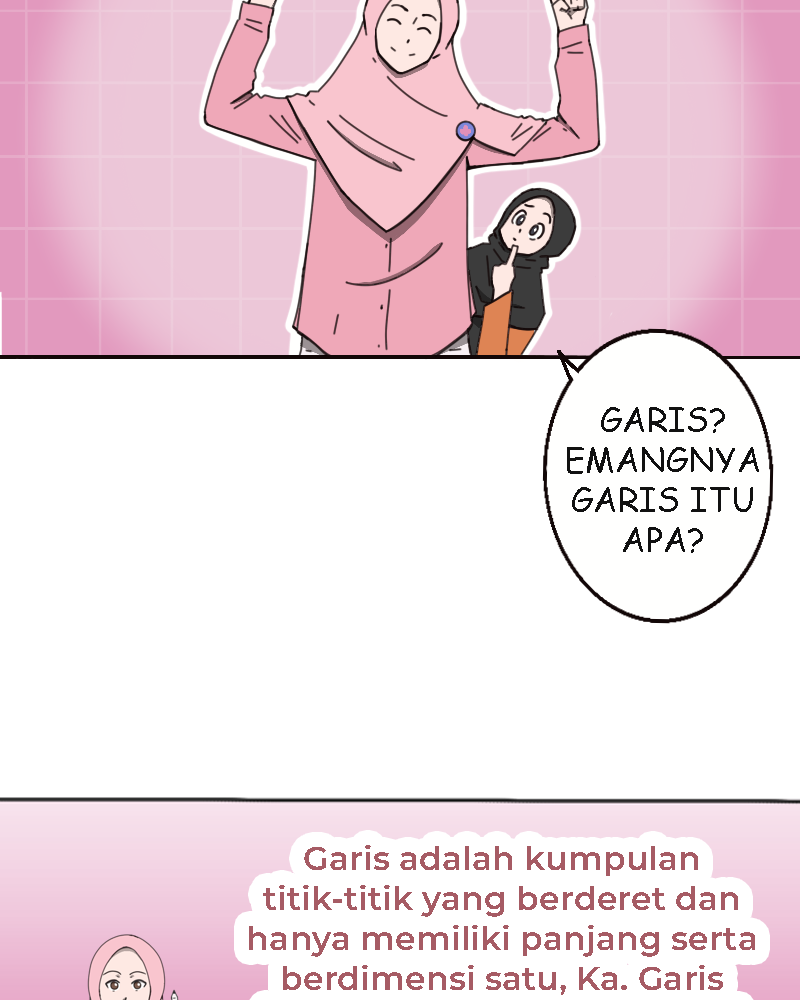 GARIS?
EMANGNYA
GARIS ITU
APA?
Garis adalah kumpulan
titik-titik yang berderet dan
hanya memiliki panjang serta
berdimensi satu, Ka. Garis